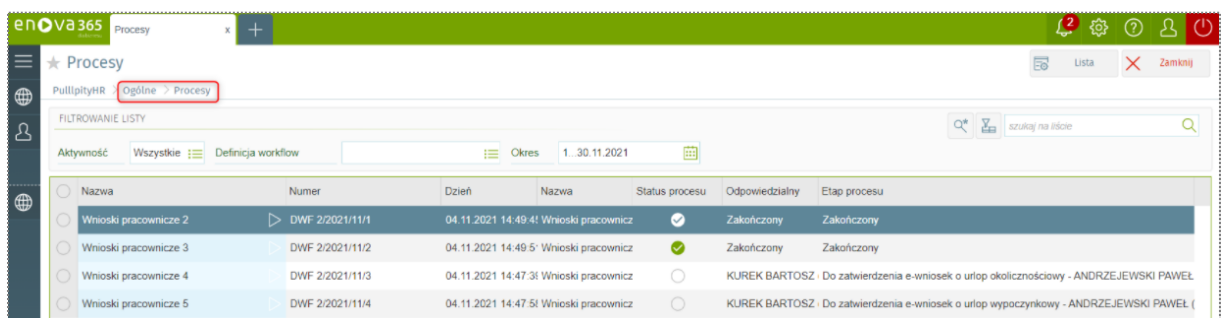 enova365 Procesy x + 2
Procesy Lista Zamknij
PulllpityHR > Ogólne > Procesy
FILTROWANIE LISTY szukaj na liście
Aktywność Wszystkie Definicja workflow Okres 1...30.11.2021
Nazwa Numer Dzień Nazwa Status procesu Odpowiedzialny Etap procesu
Wnioski pracownicze 2 DWF 2/2021/11/1 04.11.2021 14:49:4 Wnioski pracownicz Zakończony Zakończony
Wnioski pracownicze 3 DWF 2/2021/11/2 04.11.2021 14:49:5 Wnioski pracownicz Zakończony Zakończony
Wnioski pracownicze 4 DWF 2/2021/11/3 04.11.2021 14:47:3 Wnioski pracownicz KUREK BARTOSZ Do zatwierdzenia e-wniosek o urlop okolicznościowy - ANDRZEJEWSKI PAWEŁ
Wnioski pracownicze 5 DWF 2/2021/11/4 04.11.2021 14:47:5 Wnioski pracownicz KUREK BARTOSZ Do zatwierdzenia e-wniosek o urlop wypoczynkowy - ANDRZEJEWSKI PAWEŁ (